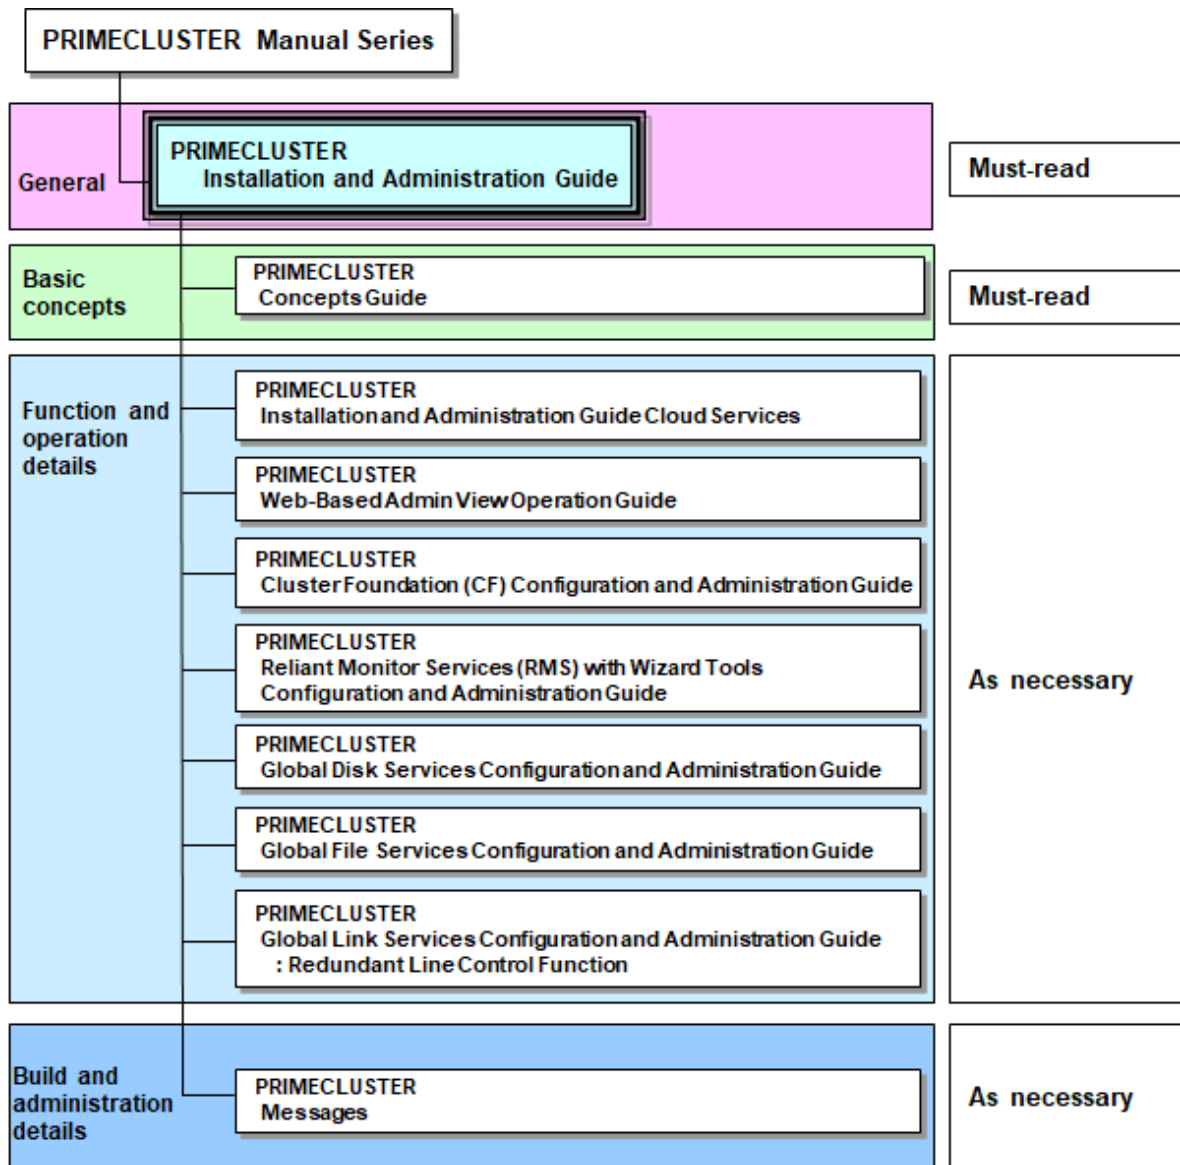 PRIMECLUSTER Manual Series
General
PRIMECLUSTER
Installation and Administration Guide
Must-read
Basic
concepts
PRIMECLUSTER
Concepts Guide
Must-read
Function and
operation
details
PRIMECLUSTER
Installation and Administration Guide Cloud Services
PRIMECLUSTER
Web-Based Admin View Operation Guide
PRIMECLUSTER
Cluster Foundation (CF) Configuration and Administration Guide
PRIMECLUSTER
Reliant Monitor Services (RMS) with Wizard Tools
Configuration and Administration Guide
PRIMECLUSTER
Global Disk Services Configuration and Administration Guide
PRIMECLUSTER
Global File Services Configuration and Administration Guide
PRIMECLUSTER
Global Link Services Configuration and Administration Guide
: Redundant Line Control Function
As necessary
Build and
administration
details
PRIMECLUSTER
Messages
As necessary